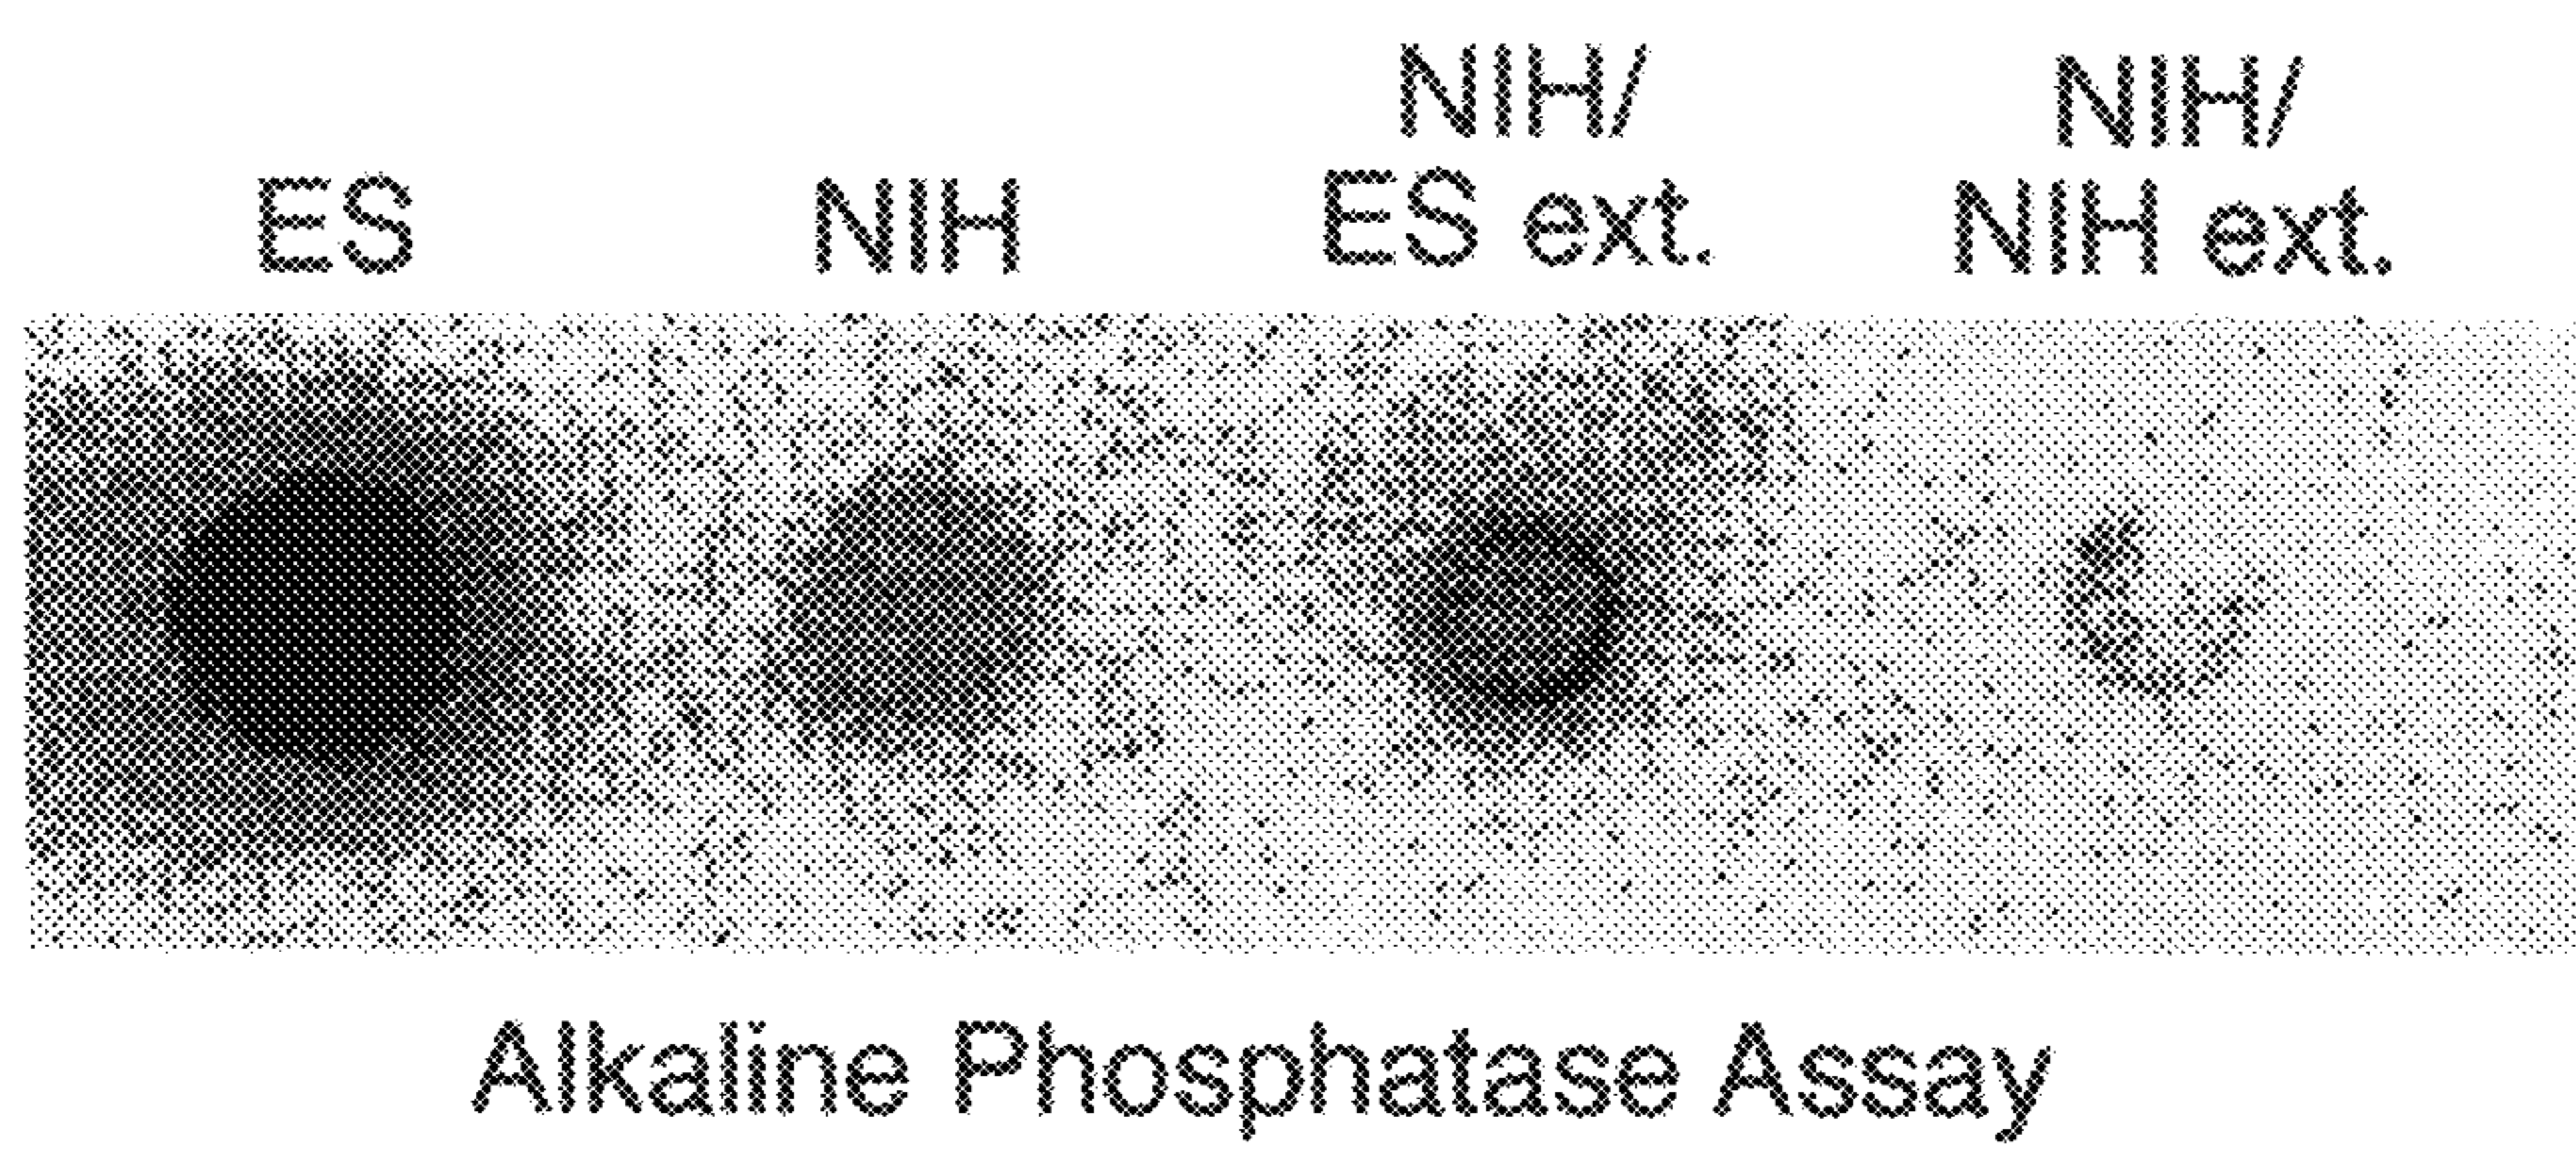 ES
NIH
NIH/
ES ext.
NIH/
NIH ext.
Alkaline Phosphatase Assay